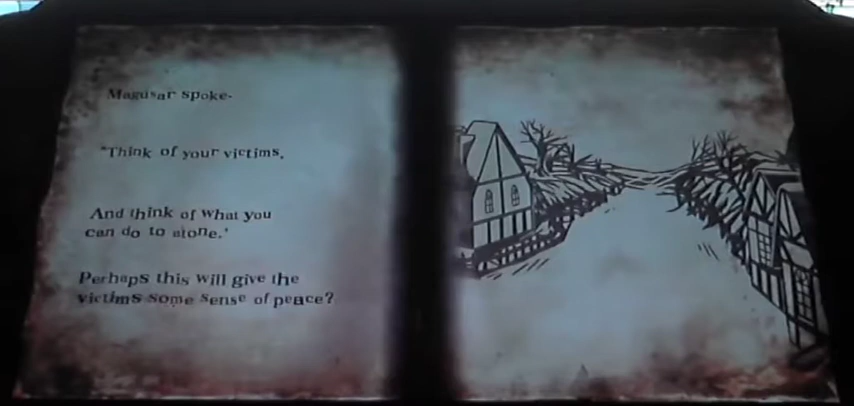 Magusar spoke-
"Think of your victims,
And think of what you
can do to atone.'
Perhaps this will give the
victims some sense of peace?